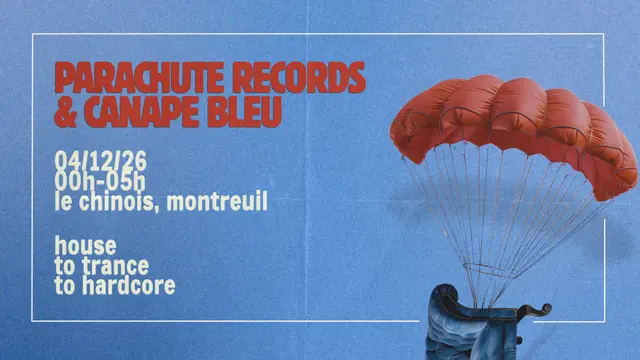 PARACHUTE RECORDS
& CANAPE BLEU
04/12/26
00h-05h
le chinois, montreuil
house
to trance
to hardcore